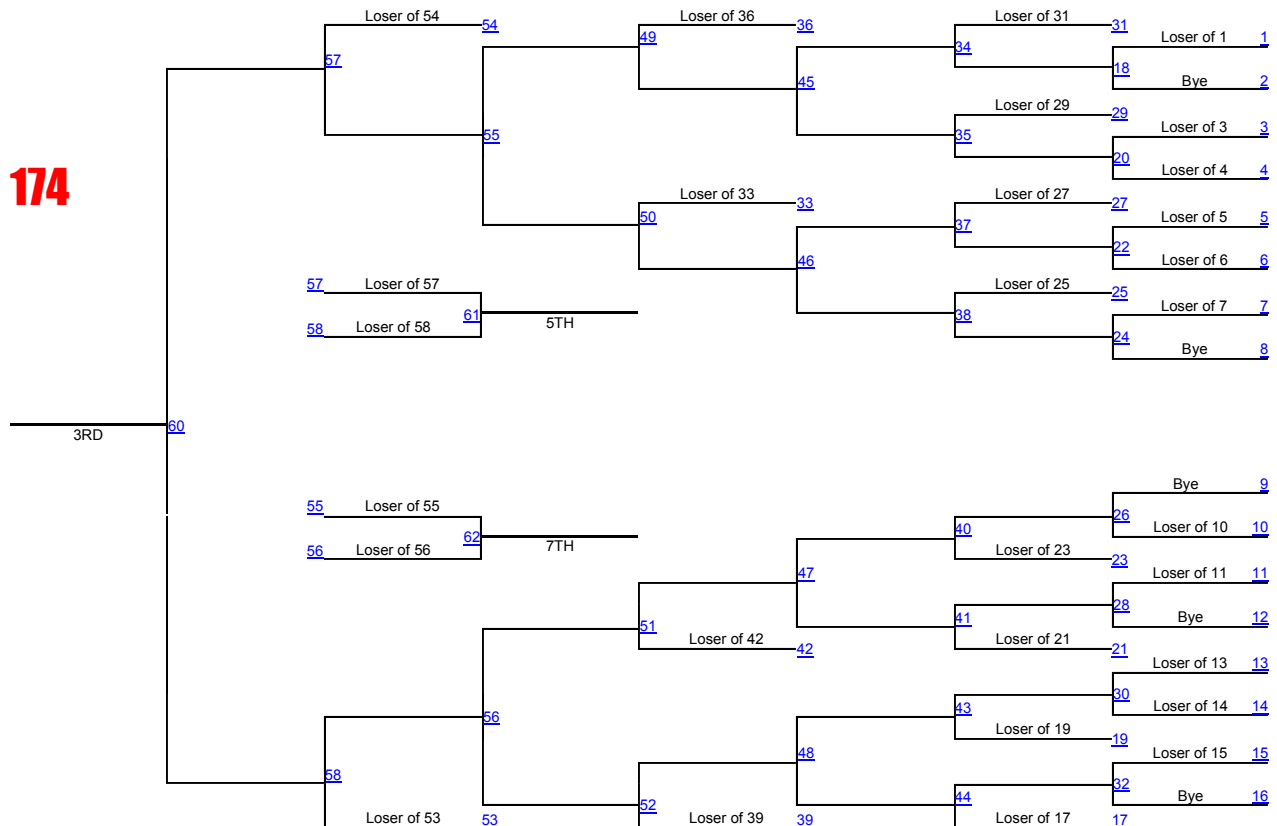 Loser of 54 54 Loser of 36 36 Loser of 31 31
Loser of 1 1
49 34
57 18
45 Bye 2
Loser of 29 29
Loser of 3 3
55 35
20
174 Loser of 4 4
Loser of 33 33 Loser of 27 27
50 37 Loser of 5 5
22
46 Loser of 6 6
57 Loser of 57 Loser of 25 25
Loser of 7 7
61 5TH 38
58 Loser of 58 24
Bye 8
60
3RD
Bye 9
55 Loser of 55 26
40 Loser of 10 10
62 7TH
56 Loser of 56 Loser of 23 23
47 Loser of 11 11
28
51 41 Bye 12
Loser of 42 42 Loser of 21 21
Loser of 13 13
30
56 43 Loser of 14 14
Loser of 19 19
48 Loser of 15 15
58 32
52 44 Bye 16
Loser of 53 53 Loser of 39 39 Loser of 17 17